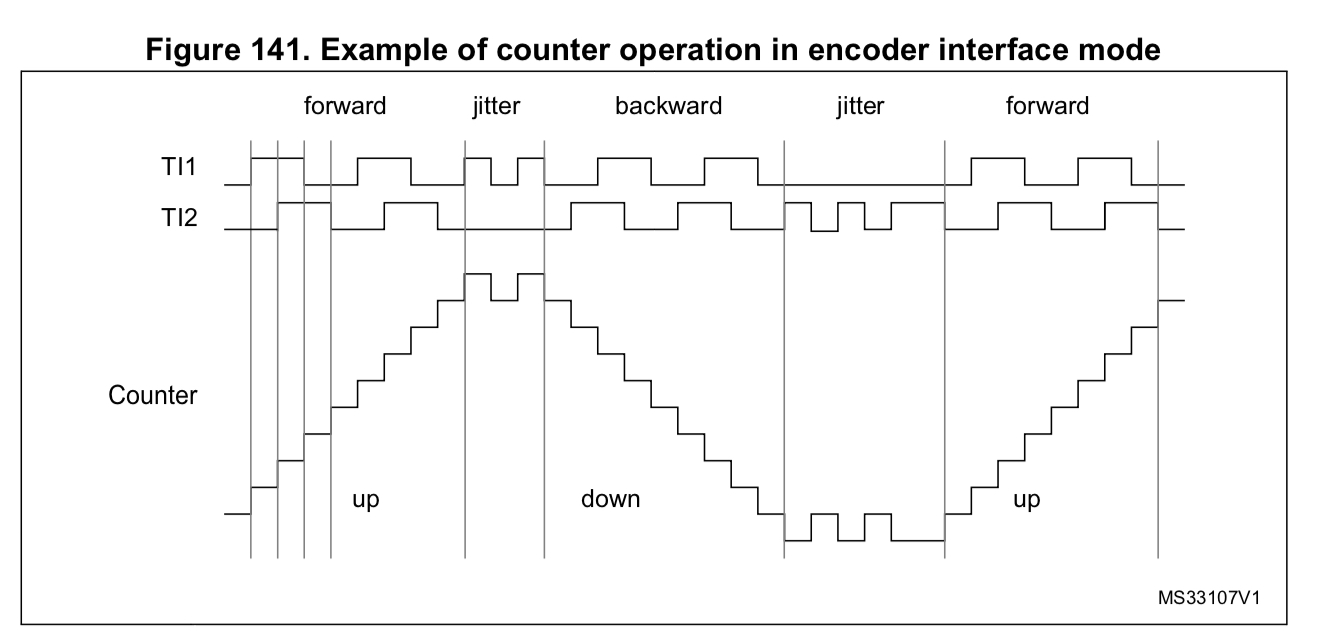 Figure 141. Example of counter operation in encoder interface mode
forward jitter backward jitter forward
TI1
TI2
Counter
up down up
MS33107V1